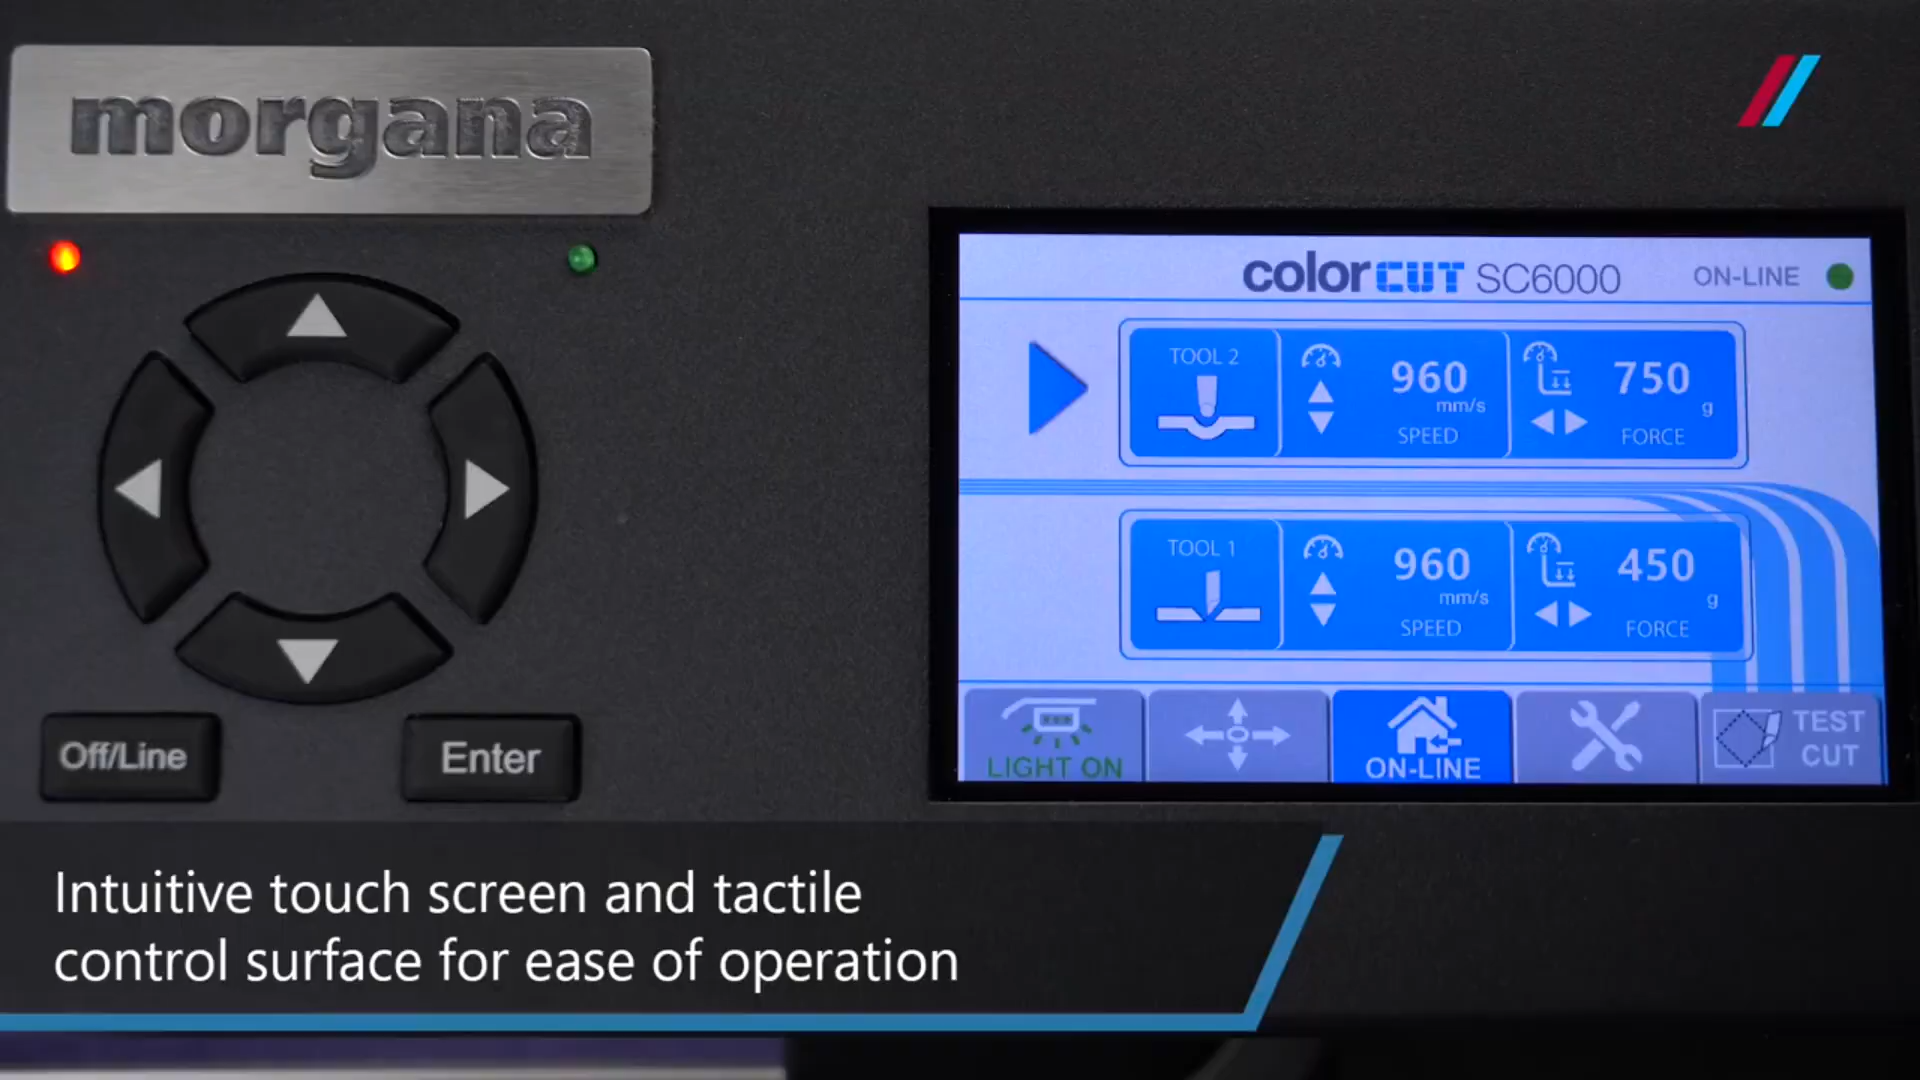 morgana
colorCUT SC6000 ON-LINE
TOOL 2
960
mm/s
SPEED
750
g
FORCE
TOOL 1
960
mm/s
SPEED
450
g
FORCE
LIGHT ON
ON-LINE
TEST
CUT
Off/Line
Enter
Intuitive touch screen and tactile
control surface for ease of operation